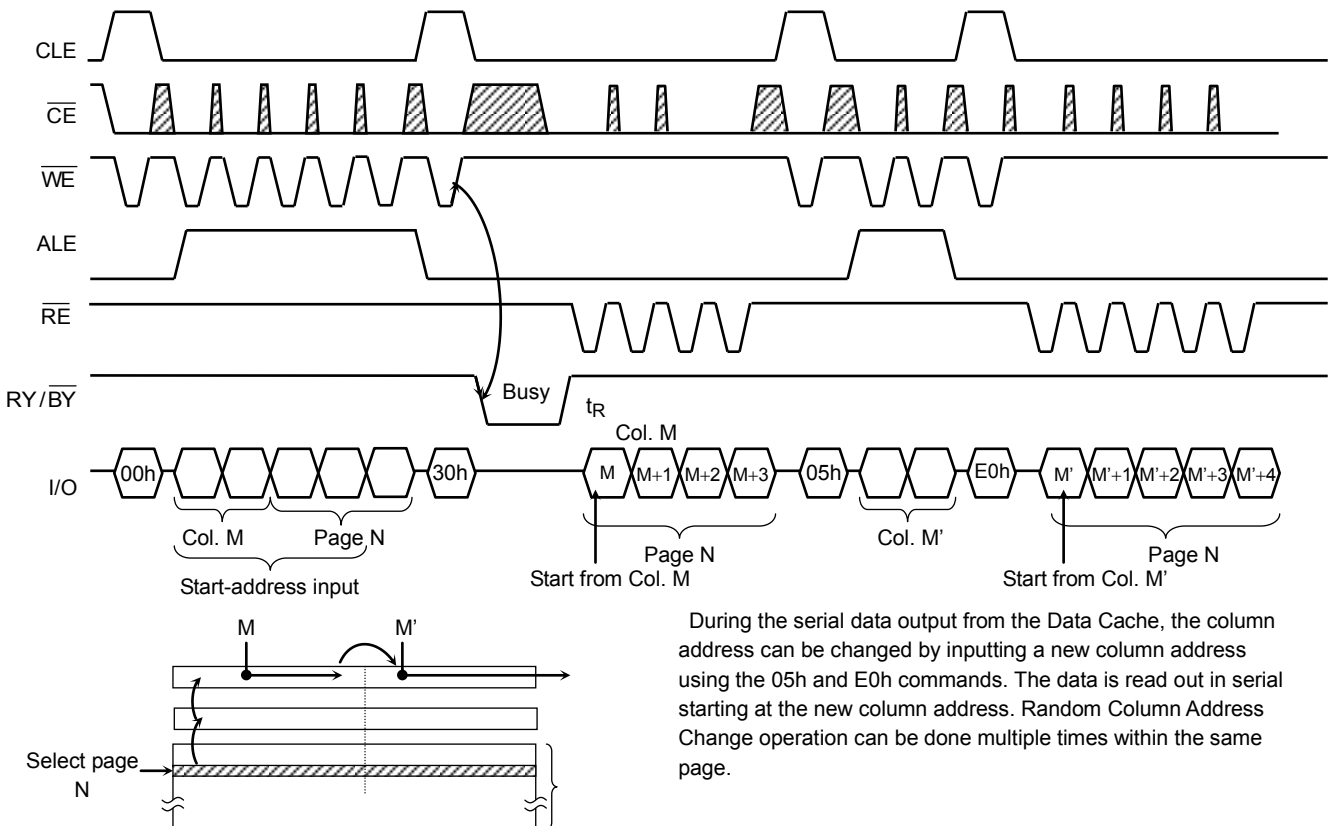 CLE
CE
WE
ALE
RE
RY/BY
Busy
tR
Col. M
I/O
00h
30h
M
M+1
M+2
M+3
05h
E0h
M'
M'+1
M'+2
M'+3
M'+4
Col. M
Page N
Start-address input
Page N
Start from Col. M
Col. M'
Page N
Start from Col. M'
M
M'
Select page
N
During the serial data output from the Data Cache, the column
address can be changed by inputting a new column address
using the 05h and E0h commands. The data is read out in serial
starting at the new column address. Random Column Address
Change operation can be done multiple times within the same
page.